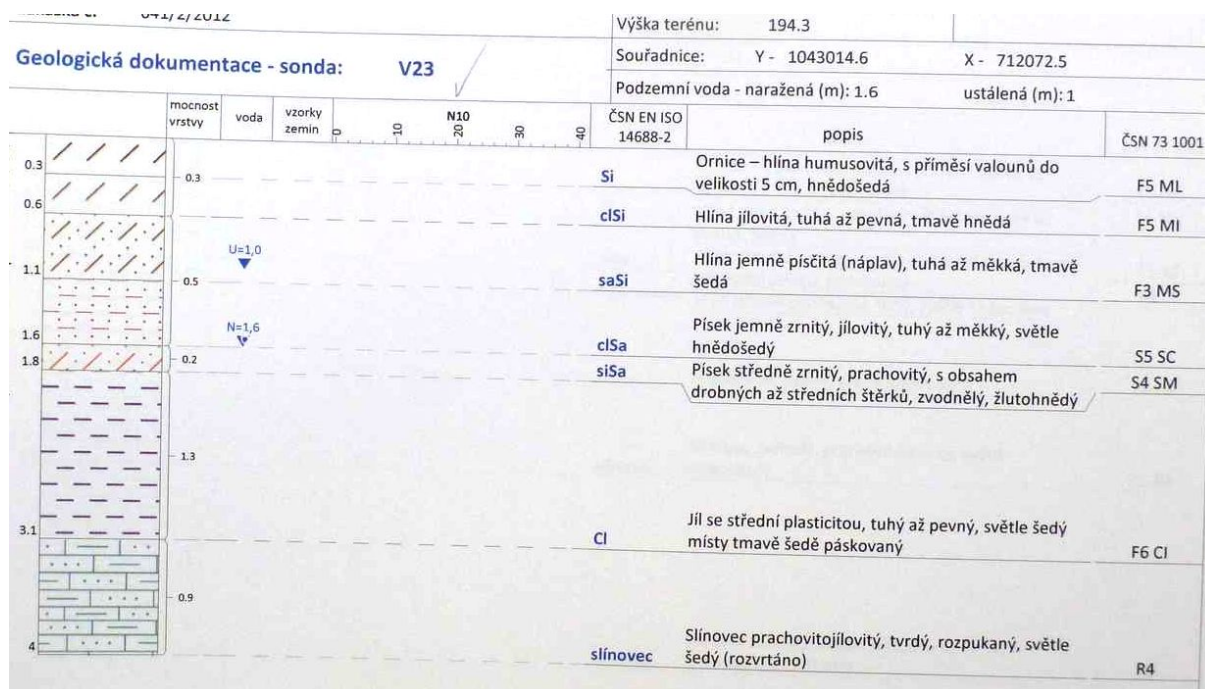 041/2/2012
Výška terénu: 194.3
Geologická dokumentace - sonda: V23
Souřadnice: Y - 1043014.6 X - 712072.5
Podzemní voda - naražená (m): 1.6 ustálená (m): 1
mocnost vrstvy
voda
vzorky zemin
N10
0 10 20 30 40
ČSN EN ISO 14688-2
popis
ČSN 73 1001
0.3
0.3
Si
Ornice – hlína humusovitá, s příměsí valounů do
velikosti 5 cm, hnědošedá
F5 ML
0.6
clSi
Hlína jílovitá, tuhá až pevná, tmavě hnědá
F5 MI
U=1,0
1.1
0.5
saSi
Hlína jemně písčitá (náplav), tuhá až měkká, tmavě
šedá
F3 MS
N=1,6
1.6
clSa
Písek jemně zrnitý, jílovitý, tuhý až měkký, světle
hnědošedý
S5 SC
1.8
0.2
siSa
Písek středně zrnitý, prachovitý, s obsahem
drobných až středních štěrků, zvodnělý, žlutohnědý
S4 SM
1.3
3.1
CI
Jíl se střední plasticitou, tuhý až pevný, světle šedý
místy tmavě šedě páskovaný
F6 CI
0.9
4
slínovec
Slínovec prachovitojílovitý, tvrdý, rozpukaný, světle
šedý (rozvrtáno)
R4